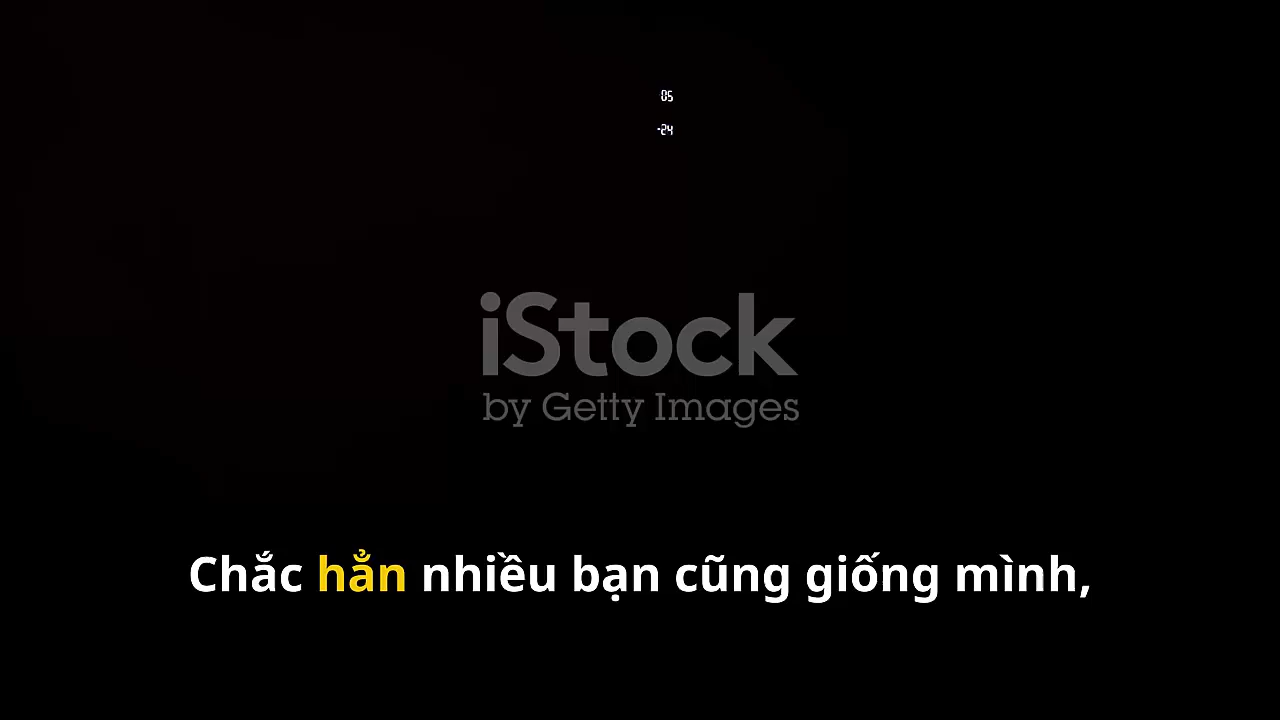 05
-24
iStock
by Getty Images
Chắc hẳn nhiều bạn cũng giống mình,